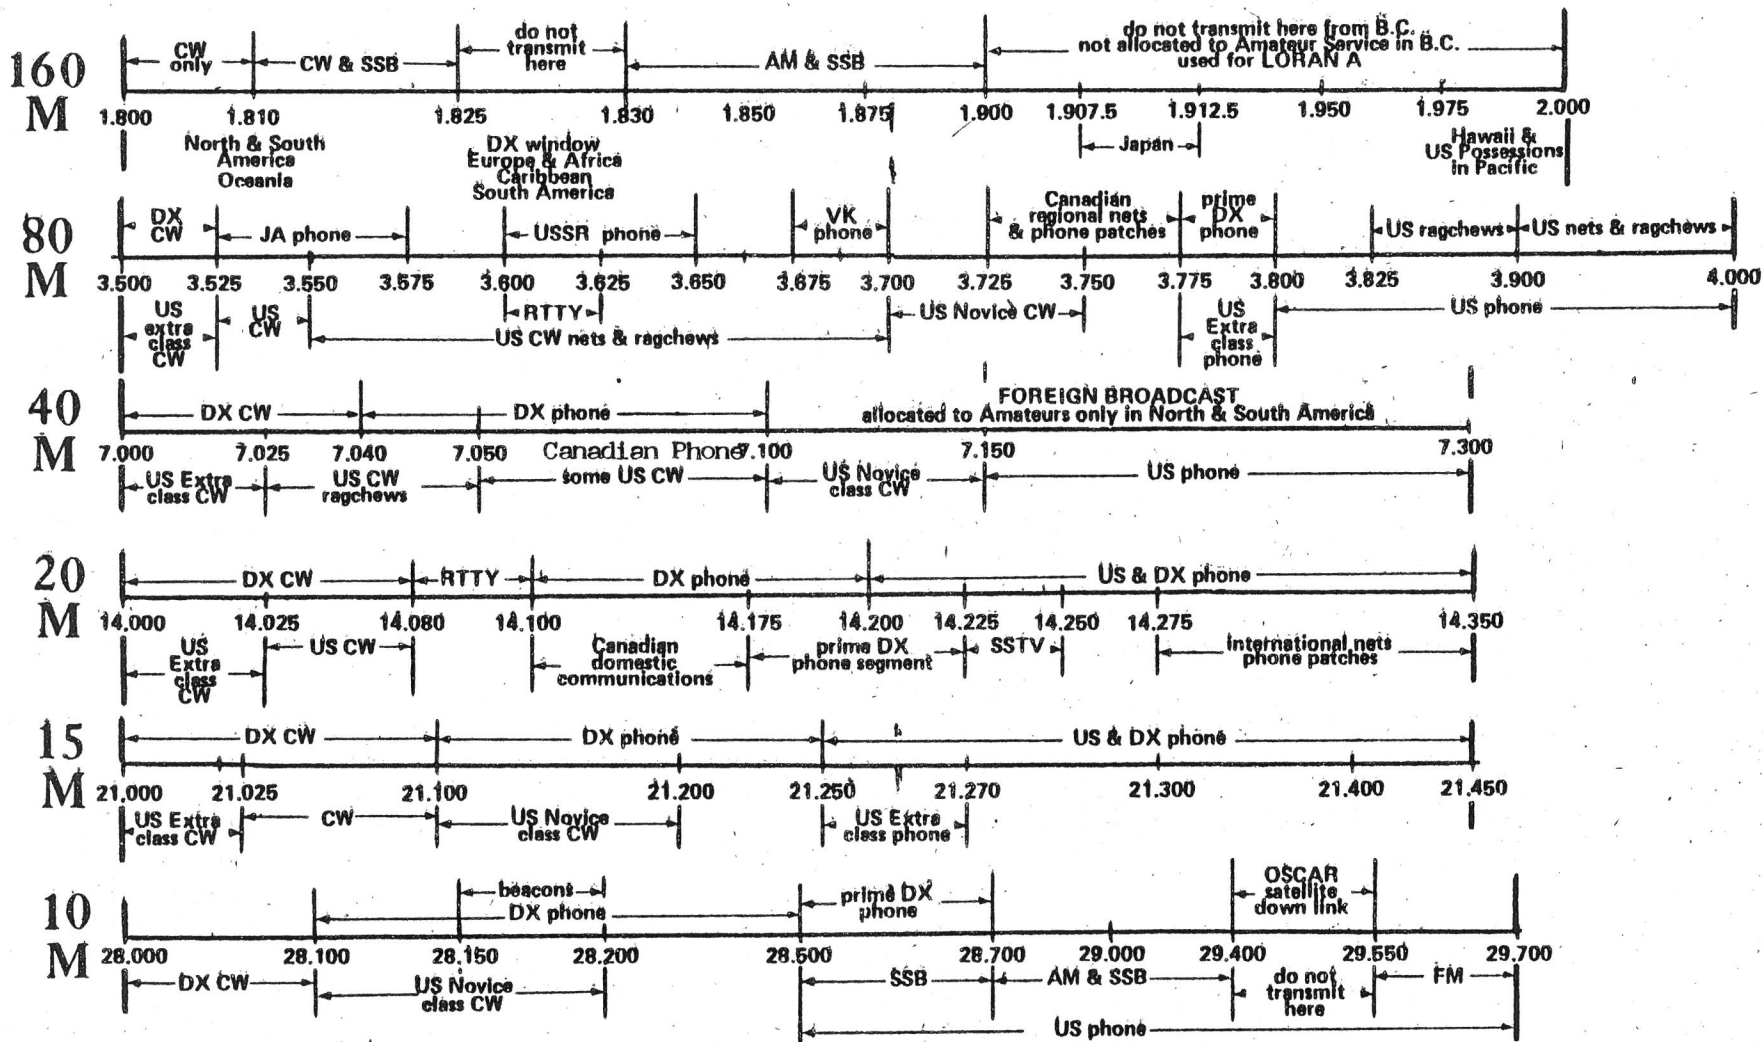 160
M
CW
only
CW & SSB
do not
transmit
here
AM & SSB
do not transmit here from B.C.
not allocated to Amateur Service in B.C.
used for LORAN A
1.800 1.810 1.825 1.830 1.850 1.875 1.900 1.907.5 1.912.5 1.950 1.975 2.000
North & South
America
Oceania
DX window
Europe & Africa
Caribbean
South America
Japan
Hawaii &
US Possessions
in Pacific
80
M
DX
CW
JA phone
USSR phone
VK
phone
Canadian
regional nets
& phone patches
prime
DX
phone
US ragchews
US nets & ragchews
3.500 3.525 3.550 3.575 3.600 3.625 3.650 3.675 3.700 3.725 3.750 3.775 3.800 3.825 3.900 4.000
US
extra
class
CW
US
CW
RTTY
US CW nets & ragchews
US Novice CW
US
Extra
class
phone
US phone
40
M
DX CW
DX phone
FOREIGN BROADCAST
allocated to Amateurs only in North & South America
7.000 7.025 7.040 7.050 Canadian Phone 7.100 7.150 7.300
US Extra
class CW
US CW
ragchews
some US CW
US Novice
class CW
US phone
20
M
DX CW
RTTY
DX phone
US & DX phone
14.000 14.025 14.080 14.100 14.175 14.200 14.225 14.250 14.275 14.350
US
Extra
class
CW
US CW
Canadian
domestic
communications
prime DX
phone segment
SSTV
International nets
phone patches
15
M
DX CW
DX phone
US & DX phone
21.000 21.025 21.100 21.200 21.250 21.270 21.300 21.400 21.450
US Extra
class CW
CW
US Novice
class CW
US Extra
class phone
10
M
beacons
DX phone
prime DX
phone
OSCAR
satellite
down link
28.000 28.100 28.150 28.200 28.500 28.700 29.000 29.400 29.550 29.700
DX CW
US Novice
class CW
SSB
AM & SSB
do not
transmit
here
FM
US phone